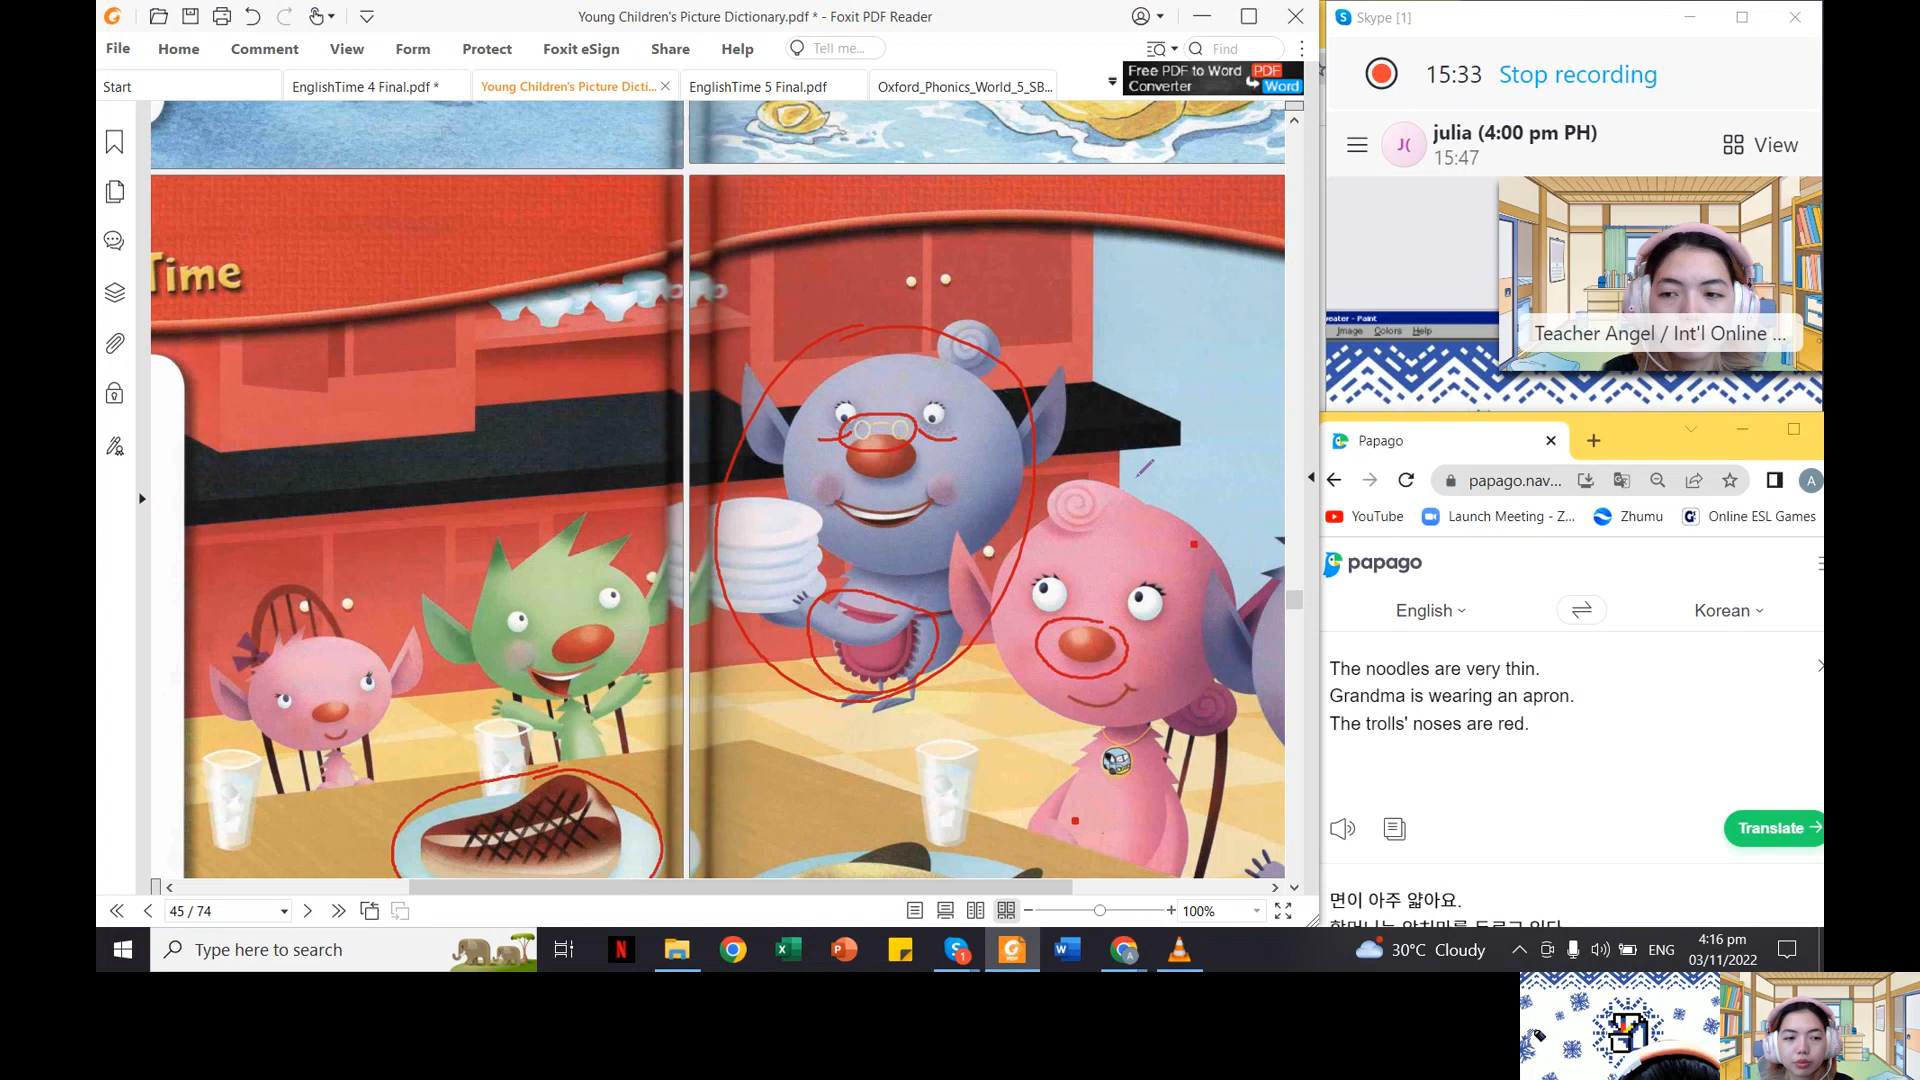 Young Children's Picture Dictionary.pdf * - Foxit PDF Reader
File Home Comment View Form Protect Foxit eSign Share Help Tell me... Find
Start EnglishTime 4 Final.pdf * Young Children's Picture Dicti... EnglishTime 5 Final.pdf Oxford_Phonics_World_5_SB...
Free PDF to Word Converter
PDF
Word
Time
45 / 74
100%
Type here to search
30°C Cloudy
ENG
4:16 pm
03/11/2022
Skype [1]
15:33 Stop recording
J(
julia (4:00 pm PH)
15:47
View
Image Colors Help
Teacher Angel / Int'l Online ...
Papago
papago.nav...
A
YouTube Launch Meeting - Z... Zhumu Online ESL Games
papago
English Korean
The noodles are very thin.
Grandma is wearing an apron.
The trolls' noses are red.
Translate
면이 아주 얇아요.